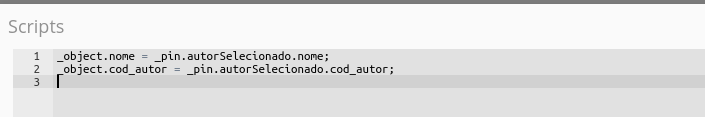 Scripts
1 _object.nome = _pin.autorSelecionado.nome;
2 _object.cod_autor = _pin.autorSelecionado.cod_autor;
3